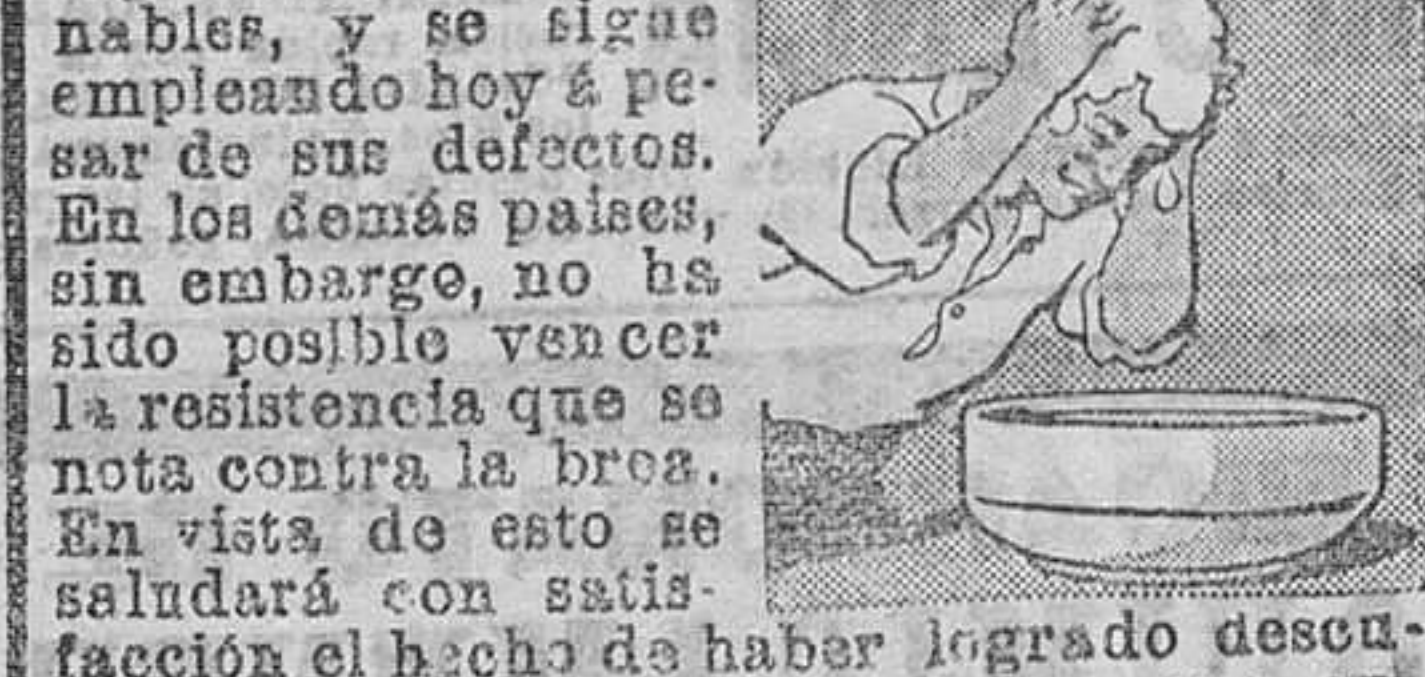 nables, y se sigue
empleando hoy á pe-
sar de sus defectos.
En los demás paises,
sin embargo, no ha
sido posible vencer
la resistencia que se
nota contra la brea.
En vista de esto se
saludará con satis-
facción el hecho de haber logrado descu-